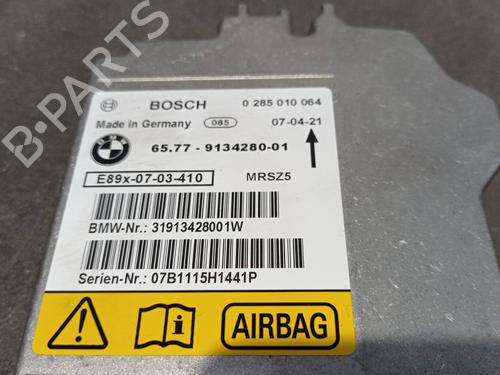 BOSCH 0 285 010 064
Made in Germany 085 07-04-21
BMW 65.77 - 9134280-01
E89x-07-03-410 MRSZ5
BMW-Nr.: 31913428001W
Serien-Nr.: 07B1115H1441P
AIRBAG
B-PARTS